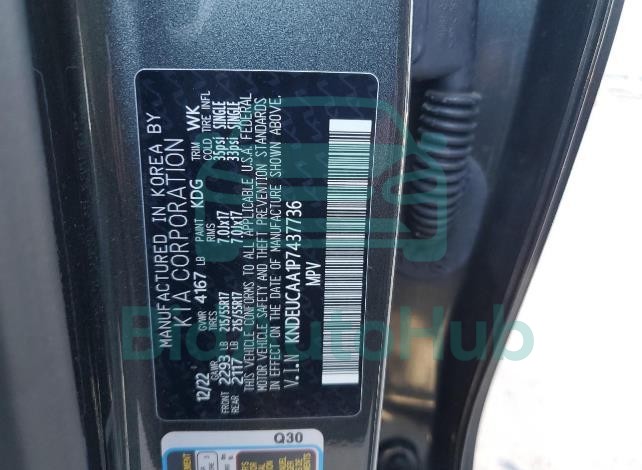 MANUFACTURED IN KOREA BY
KIA CORPORATION
12/22 GVWR 4167 LB PAINT KDG TRIM WK
GAWR TIRES RIMS COLD TIRE INFL
FRONT 2293 LB 215/55R17 7.0Jx17 35psi SINGLE
REAR 2117 LB 215/55R17 7.0Jx17 33psi SINGLE
THIS VEHICLE CONFORMS TO ALL APPLICABLE U.S.A. FEDERAL
MOTOR VEHICLE SAFETY AND THEFT PREVENTION STANDARDS
IN EFFECT ON THE DATE OF MANUFACTURE SHOWN ABOVE.
V.I.N KNDEUCAA1P7437736
MPV
Q30
BidAutoHub